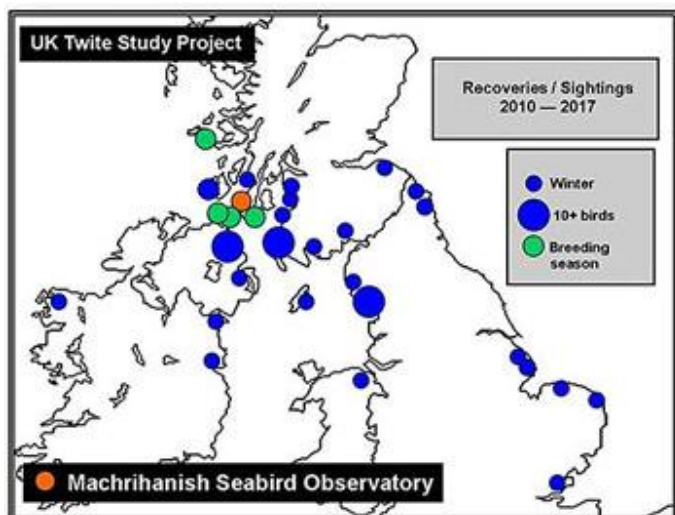 UK Twite Study Project
Recoveries / Sightings
2010 — 2017
Winter
10+ birds
Breeding
season
Machrihanish Seabird Observatory